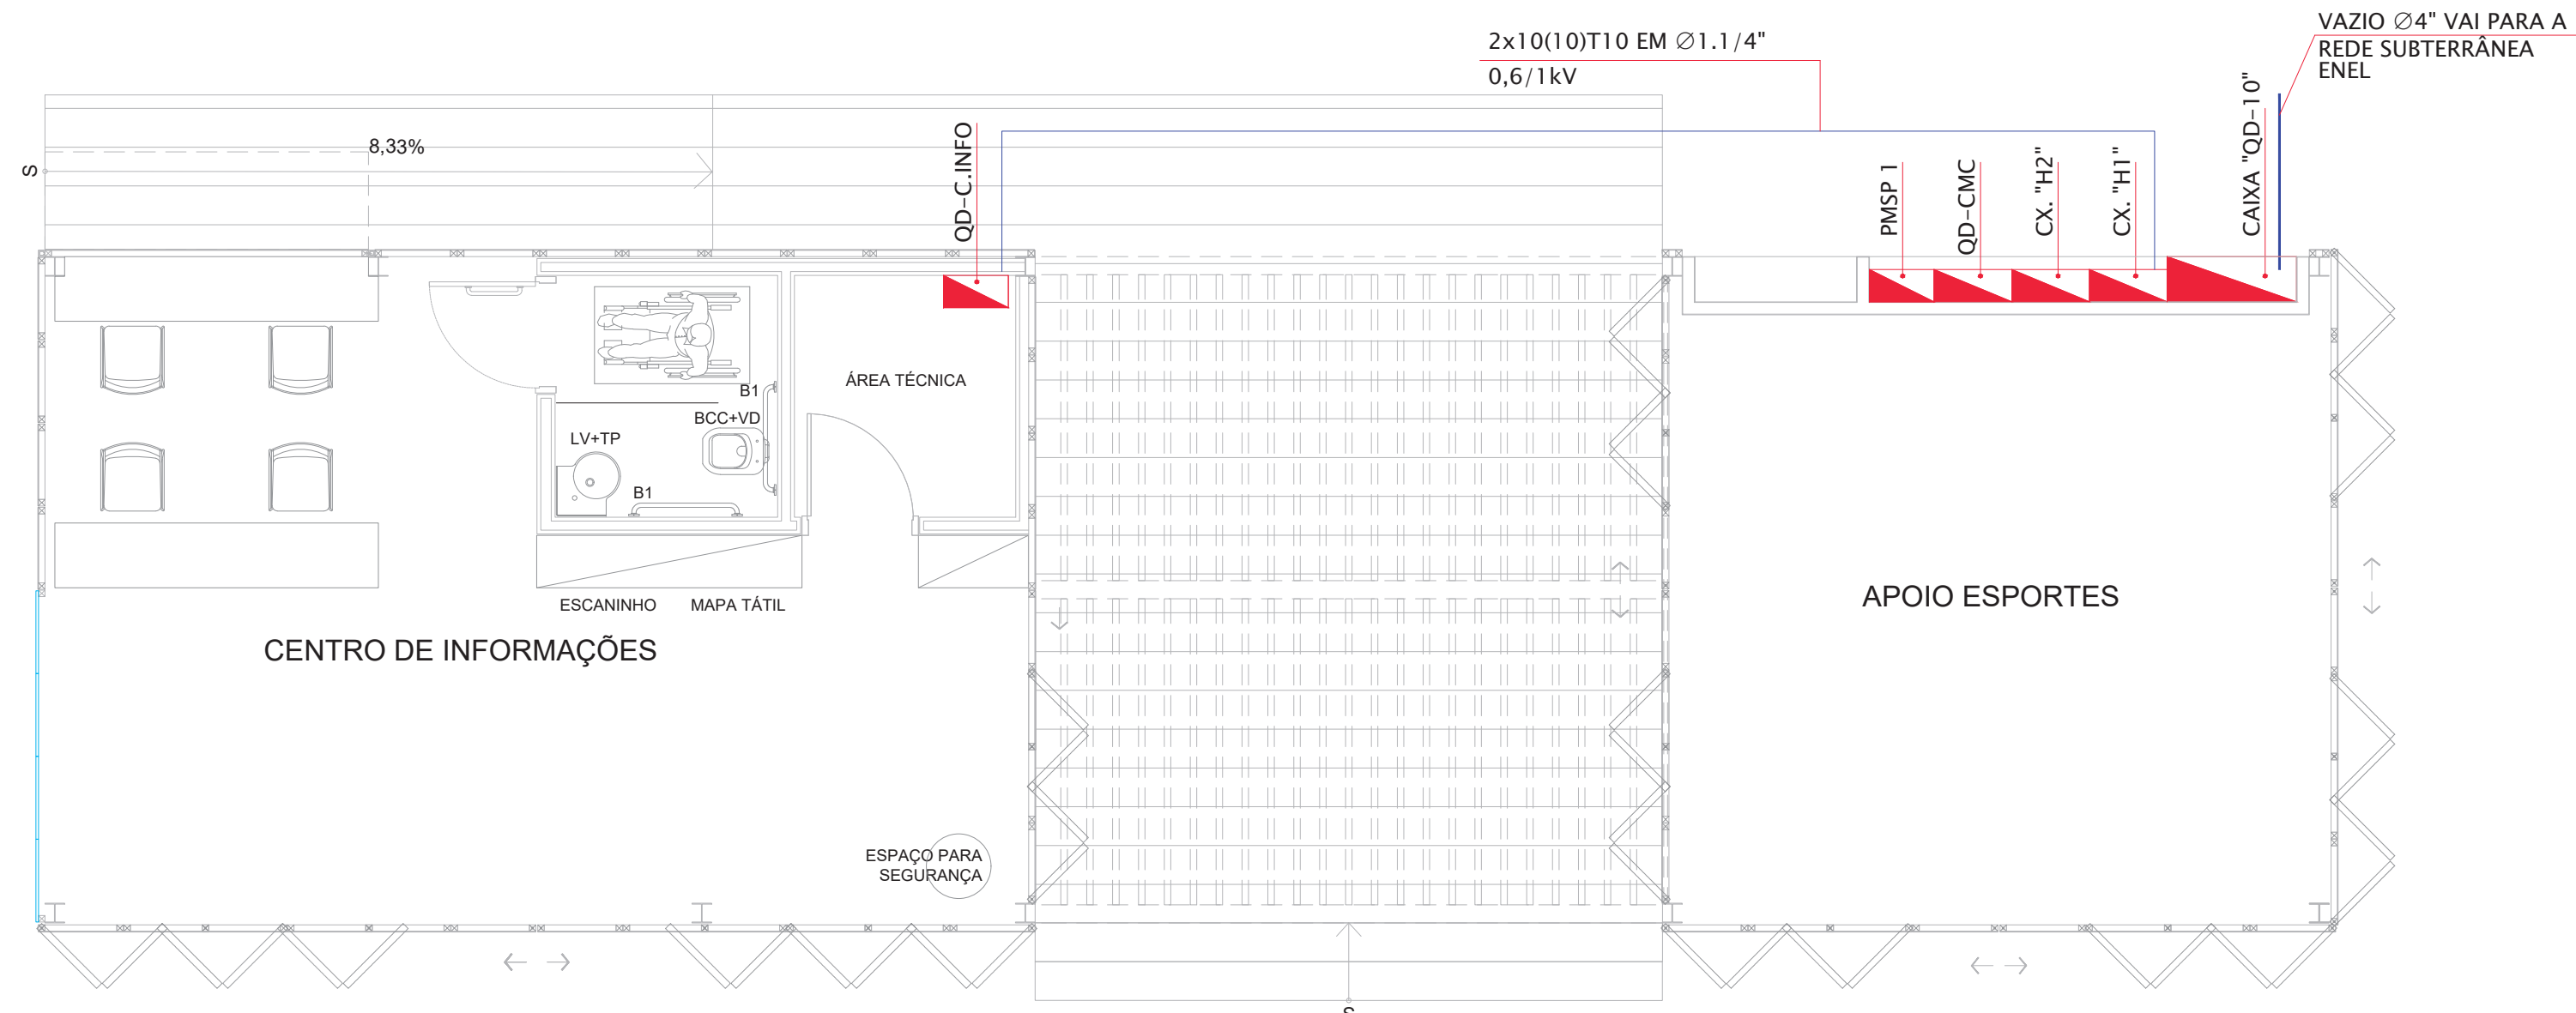 VAZIO ∅4" VAI PARA A
REDE SUBTERRÂNEA
ENEL
2x10(10)T10 EM ∅1.1/4"
0,6/1kV
S
8,33%
QD-C.INFO
PMSP 1
QD-CMC
CX. "H2"
CX. "H1"
CAIXA "QD-10"
ÁREA TÉCNICA
B1
BCC+VD
LV+TP
B1
ESCANINHO
MAPA TÁTIL
CENTRO DE INFORMAÇÕES
APOIO ESPORTES
ESPAÇO PARA
SEGURANÇA
S